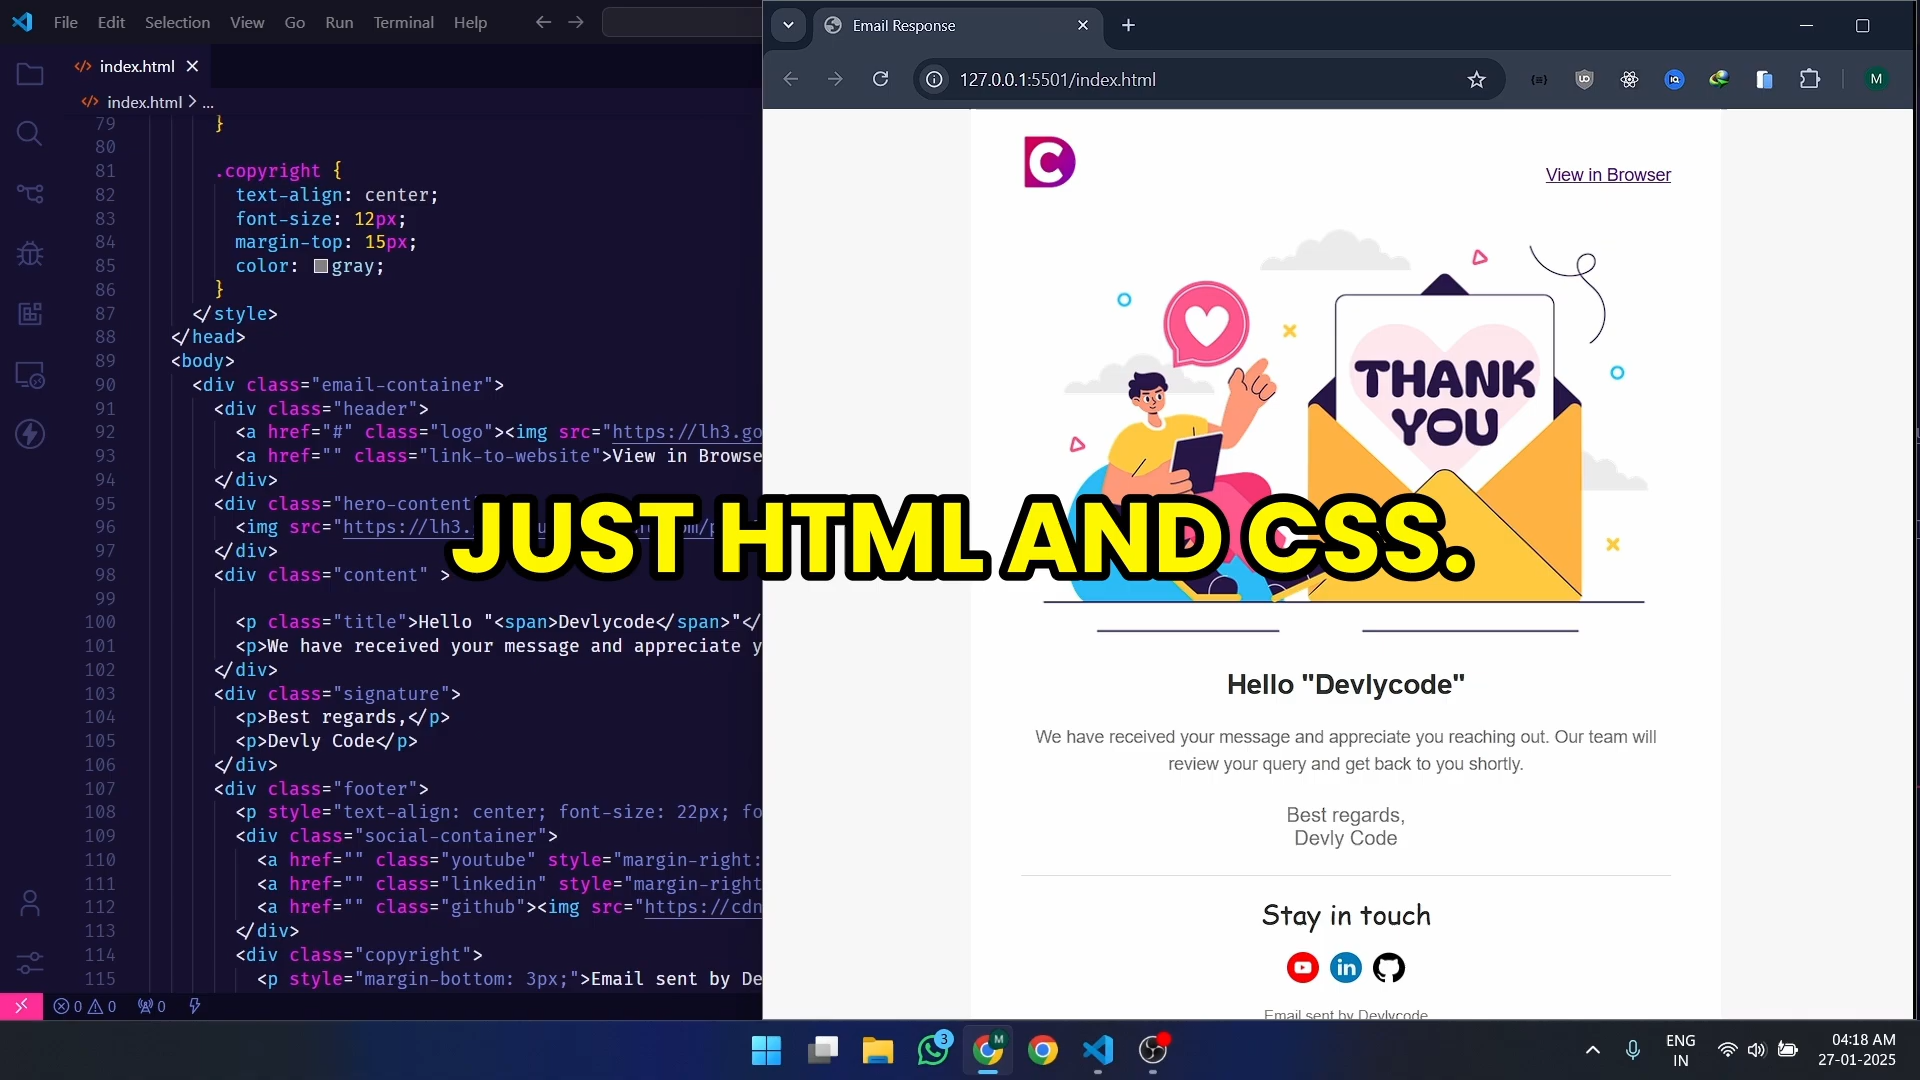 File Edit Selection View Go Run Terminal Help
index.html
index.html > ...
79 }
80
81 .copyright {
82 text-align: center;
83 font-size: 12px;
84 margin-top: 15px;
85 color: gray;
86 }
87 </style>
88 </head>
89 <body>
90 <div class="email-container">
91 <div class="header">
92 <a href="#" class="logo"><img src="https://lh3.go
93 <a href="" class="link-to-website">View in Browse
94 </div>
95 <div class="hero-content
96 <img src="https://lh3.
97 </div>
98 <div class="content" >
99
100 <p class="title">Hello "<span>Devlycode</span>"</
101 <p>We have received your message and appreciate y
102 </div>
103 <div class="signature">
104 <p>Best regards,</p>
105 <p>Devly Code</p>
106 </div>
107 <div class="footer">
108 <p style="text-align: center; font-size: 22px; fo
109 <div class="social-container">
110 <a href="" class="youtube" style="margin-right:
111 <a href="" class="linkedin" style="margin-right
112 <a href="" class="github"><img src="https://cdn
113 </div>
114 <div class="copyright">
115 <p style="margin-bottom: 3px;">Email sent by De
0 0 0
Email Response
127.0.0.1:5501/index.html
M
C
View in Browser
THANK
YOU
JUST HTML AND CSS.
Hello "Devlycode"
We have received your message and appreciate you reaching out. Our team will
review your query and get back to you shortly.
Best regards,
Devly Code
Stay in touch
in
Email sent by Devlycode
3
M
ENG
IN
04:18 AM
27-01-2025